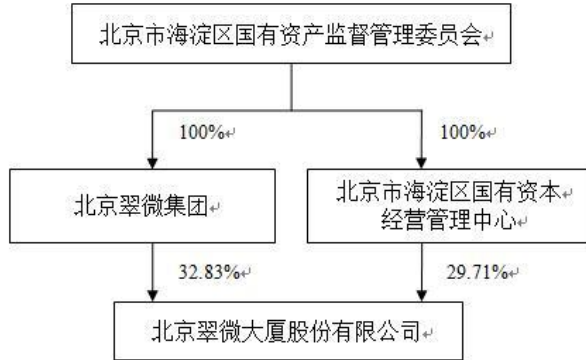 北京市海淀区国有资产监督管理委员会
100%
100%
北京翠微集团
北京市海淀区国有资本
经营管理中心
32.83%
29.71%
北京翠微大厦股份有限公司